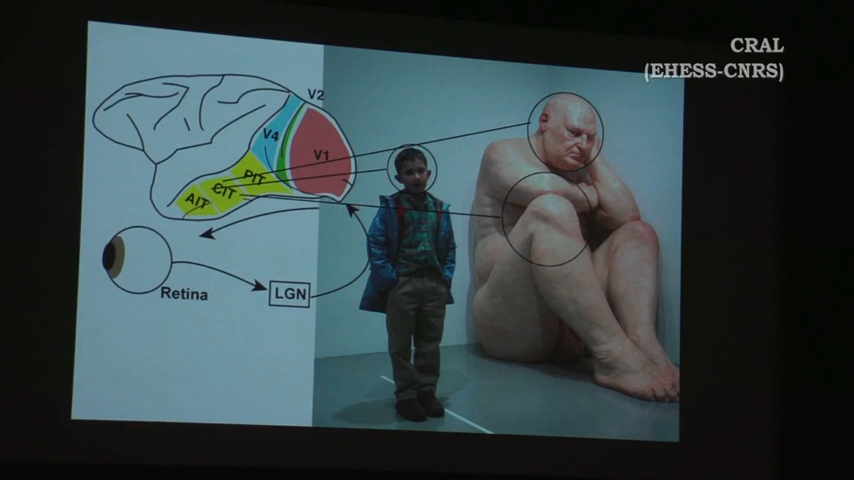 CRAL
(EHESS-CNRS)
V2
V4
V1
PIT
CIT
AIT
Retina
LGN